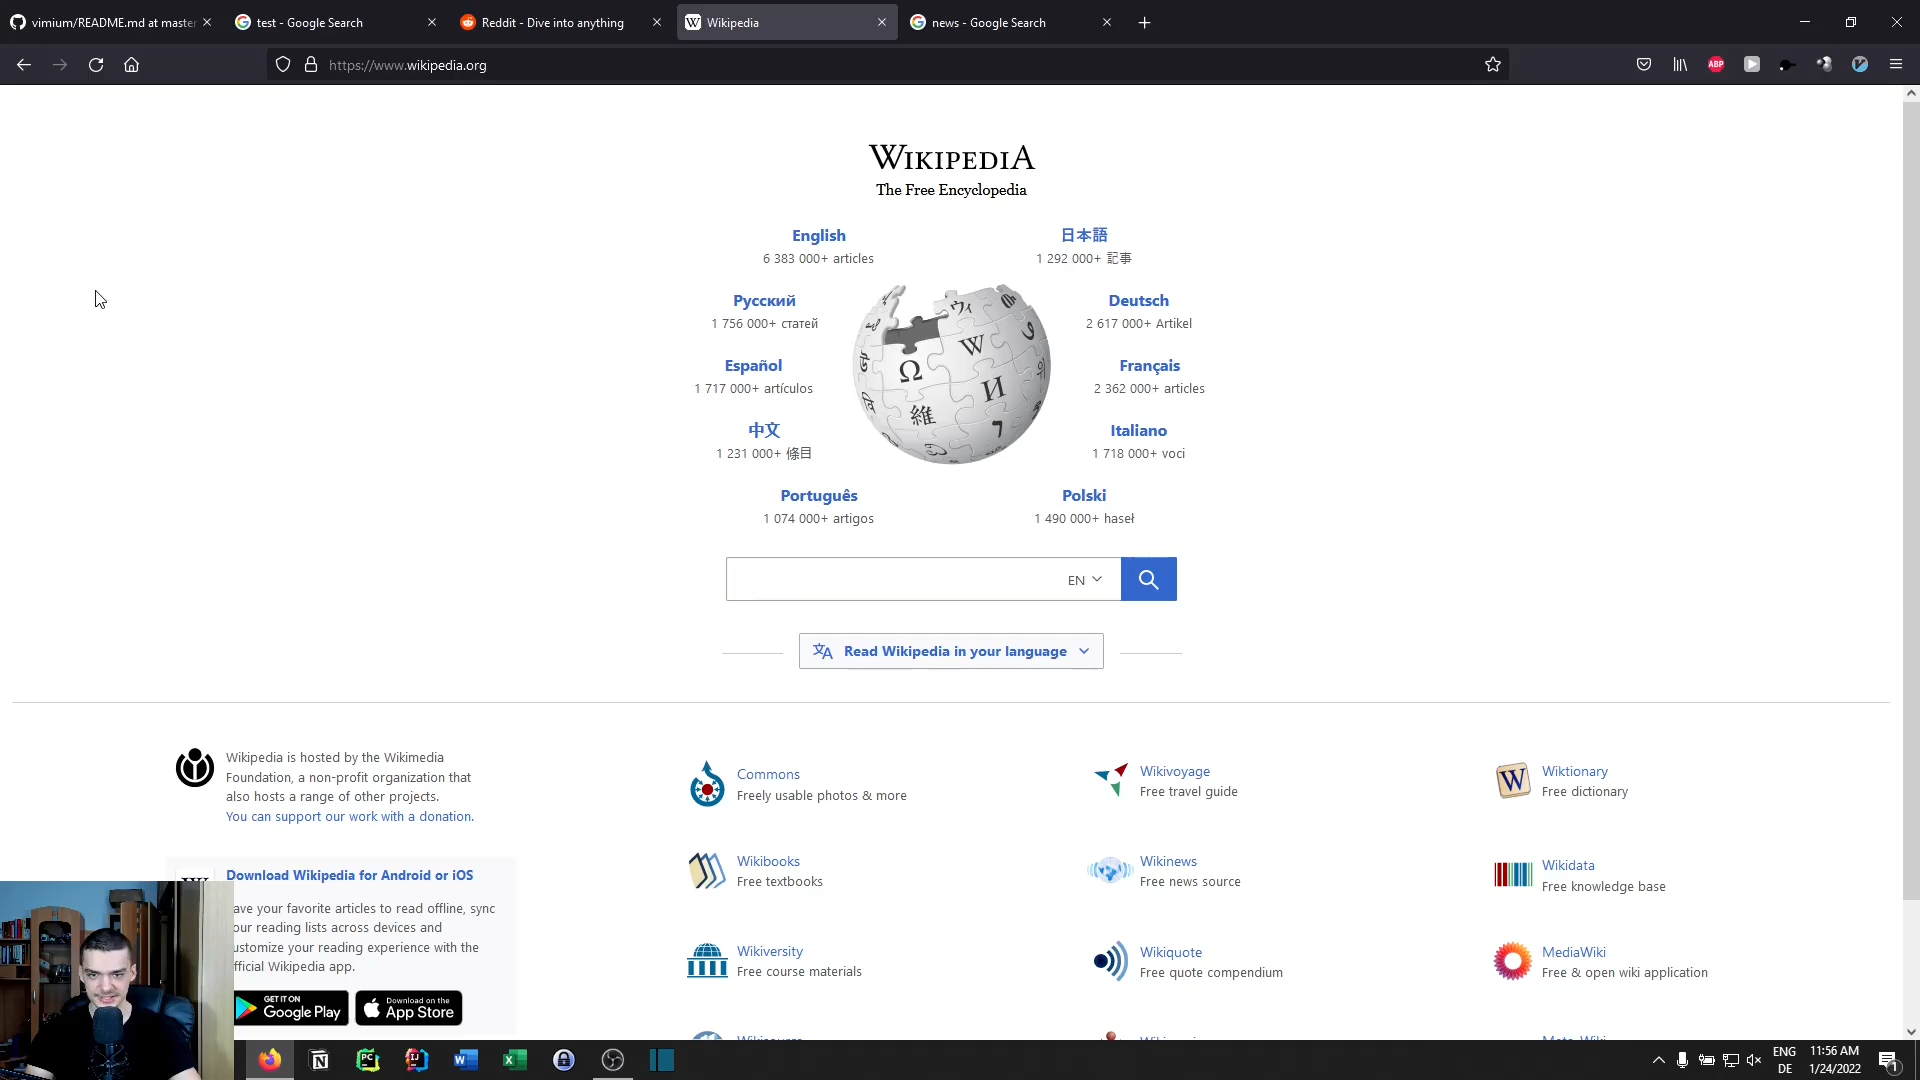 vimium/README.md at master
test - Google Search
Reddit - Dive into anything
Wikipedia
news - Google Search
https://www.wikipedia.org
ABP
WIKIPEDIA
The Free Encyclopedia
English
6 383 000+ articles
日本語
1 292 000+ 記事
Русский
1 756 000+ статей
Deutsch
2 617 000+ Artikel
Español
1 717 000+ artículos
Français
2 362 000+ articles
中文
1 231 000+ 條目
Italiano
1 718 000+ voci
Português
1 074 000+ artigos
Polski
1 490 000+ haseł
EN
Read Wikipedia in your language
Wikipedia is hosted by the Wikimedia
Foundation, a non-profit organization that
also hosts a range of other projects.
You can support our work with a donation.
Download Wikipedia for Android or iOS
ave your favorite articles to read offline, sync
our reading lists across devices and
ustomize your reading experience with the
fficial Wikipedia app.
GET IT ON
Google Play
Download on the
App Store
Commons
Freely usable photos & more
Wikivoyage
Free travel guide
Wiktionary
Free dictionary
Wikibooks
Free textbooks
Wikinews
Free news source
Wikidata
Free knowledge base
Wikiversity
Free course materials
Wikiquote
Free quote compendium
MediaWiki
Free & open wiki application
ENG
DE
11:56 AM
1/24/2022
1